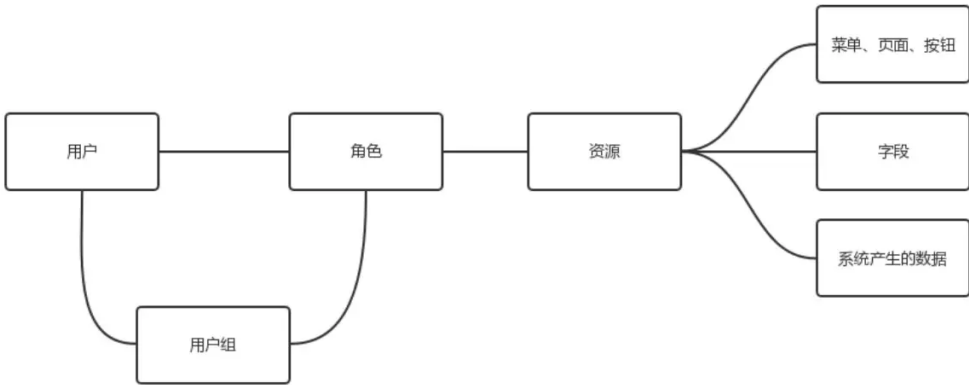 菜单、页面、按钮
用户
角色
资源
字段
系统产生的数据
用户组